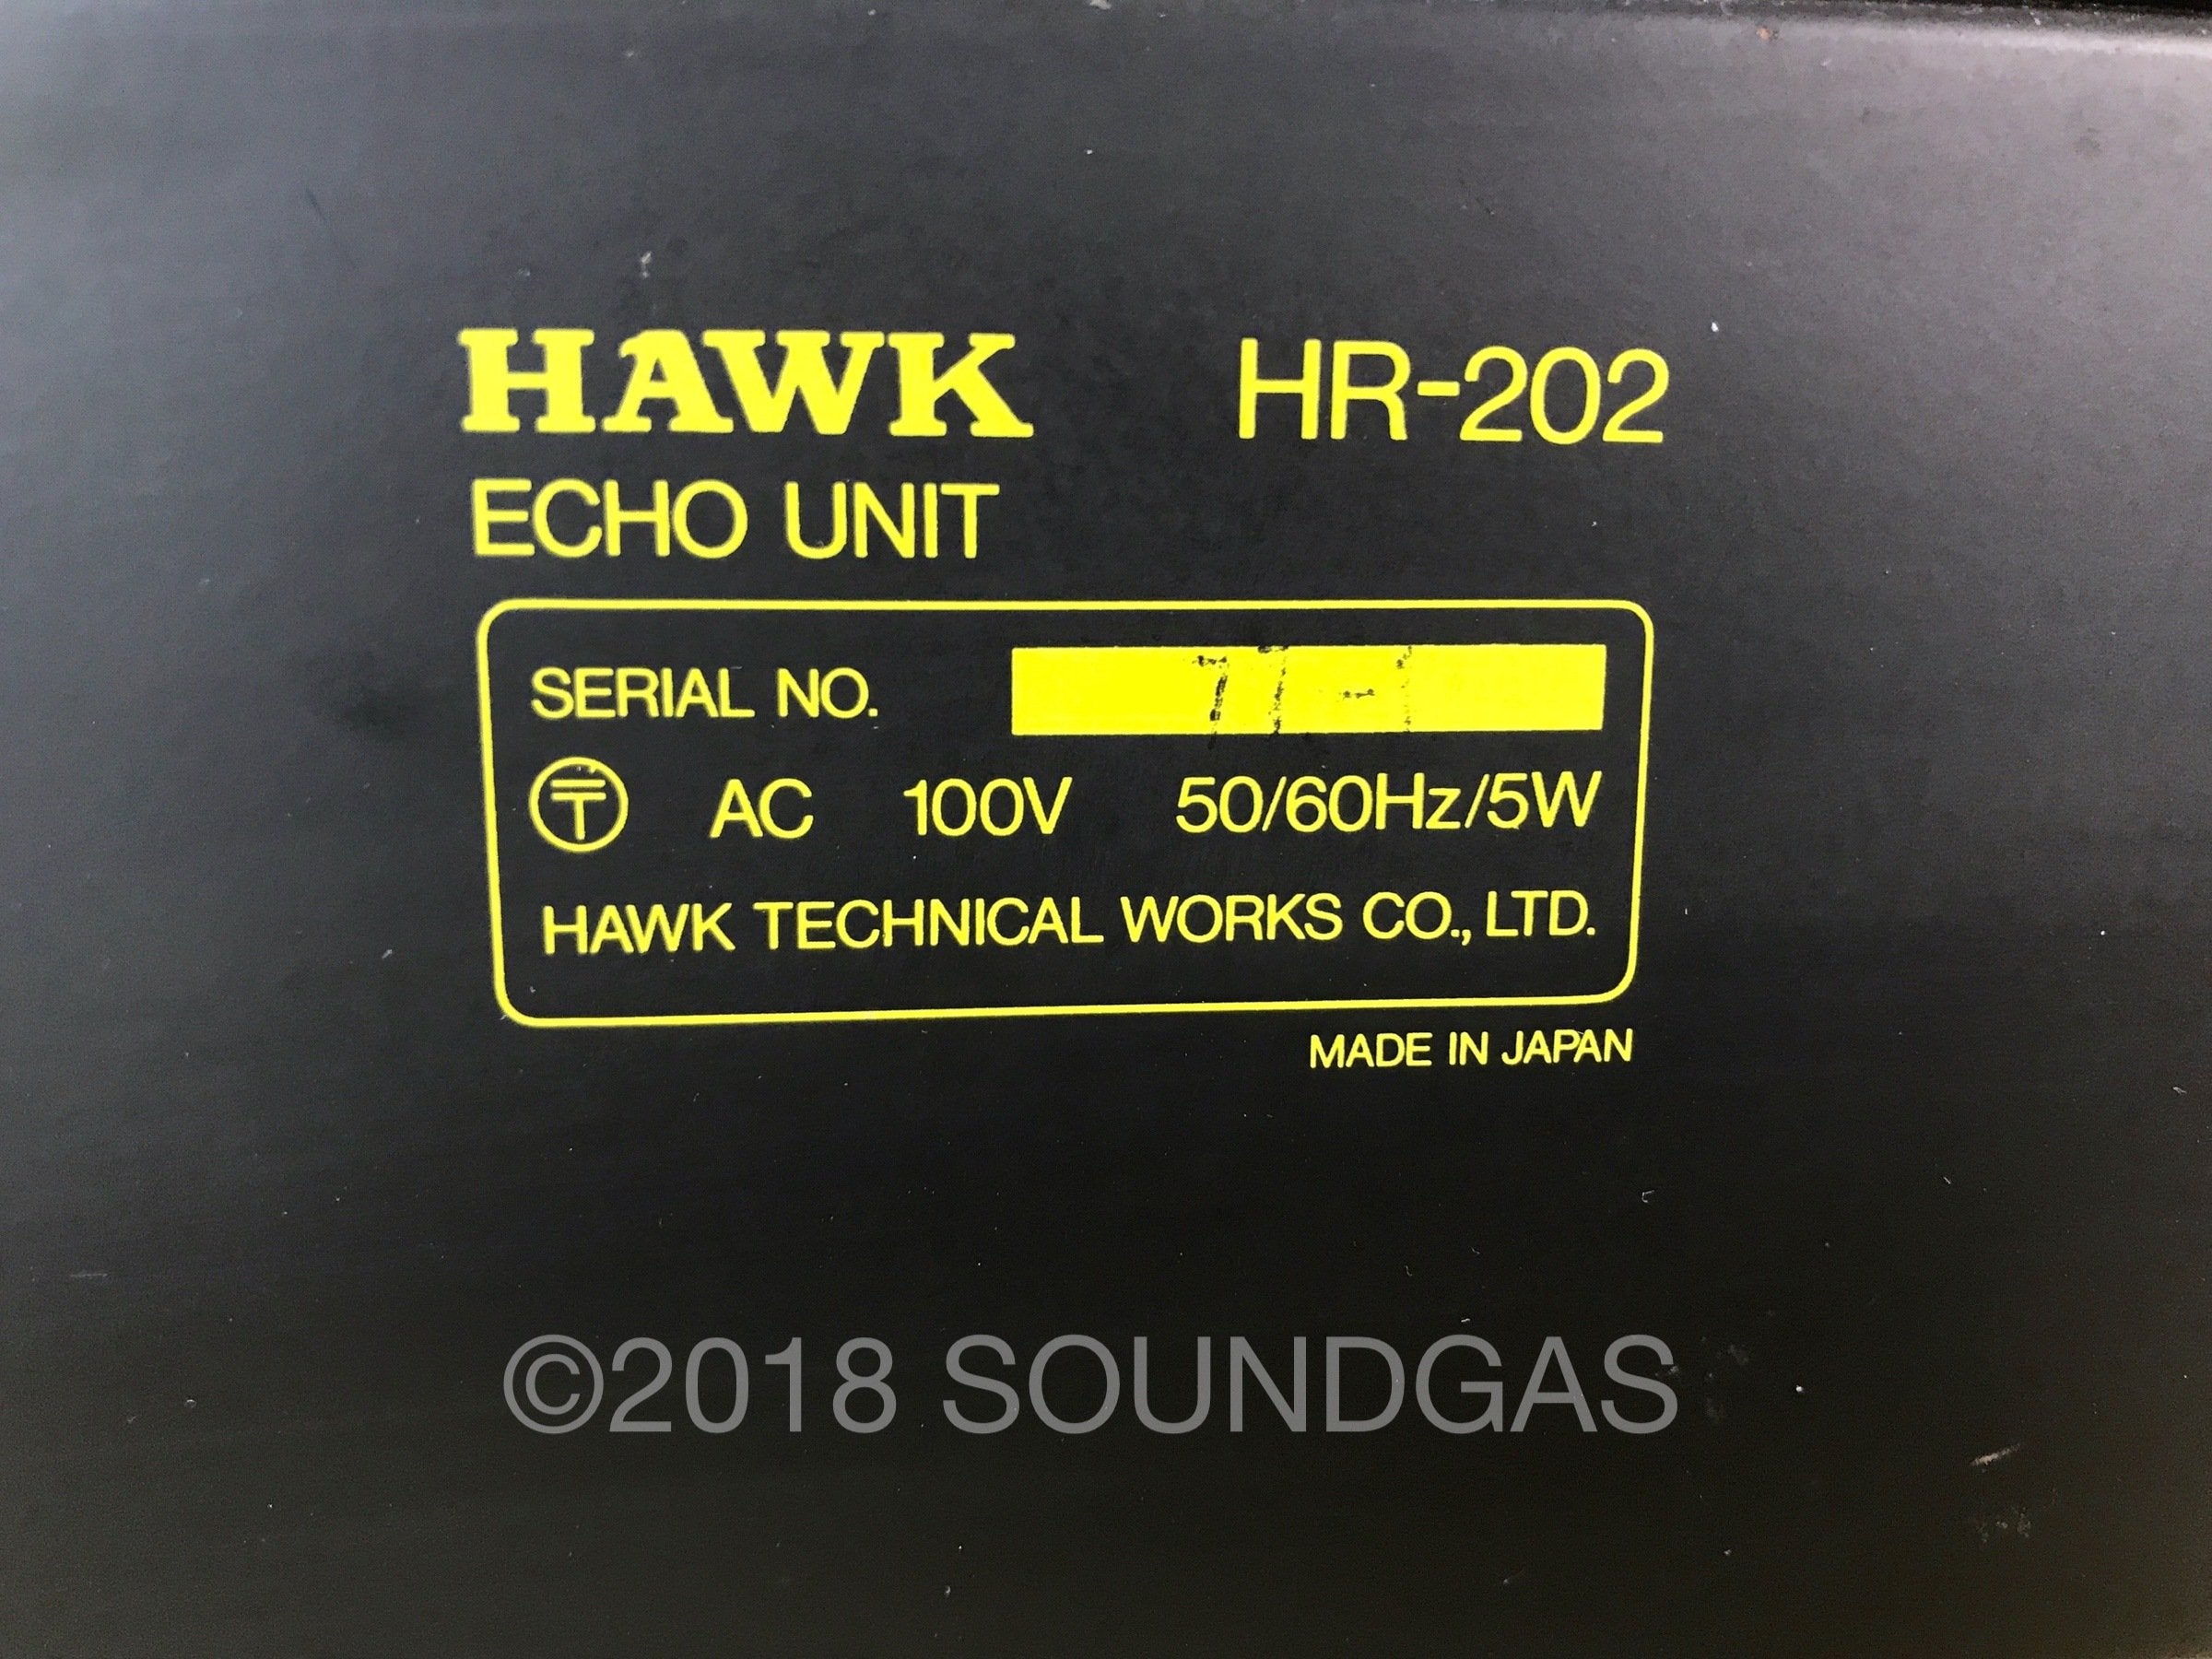 HAWK HR-202
ECHO UNIT
SERIAL NO.
〶 AC 100V 50/60Hz/5W
HAWK TECHNICAL WORKS CO., LTD.
MADE IN JAPAN
©2018 SOUNDGAS